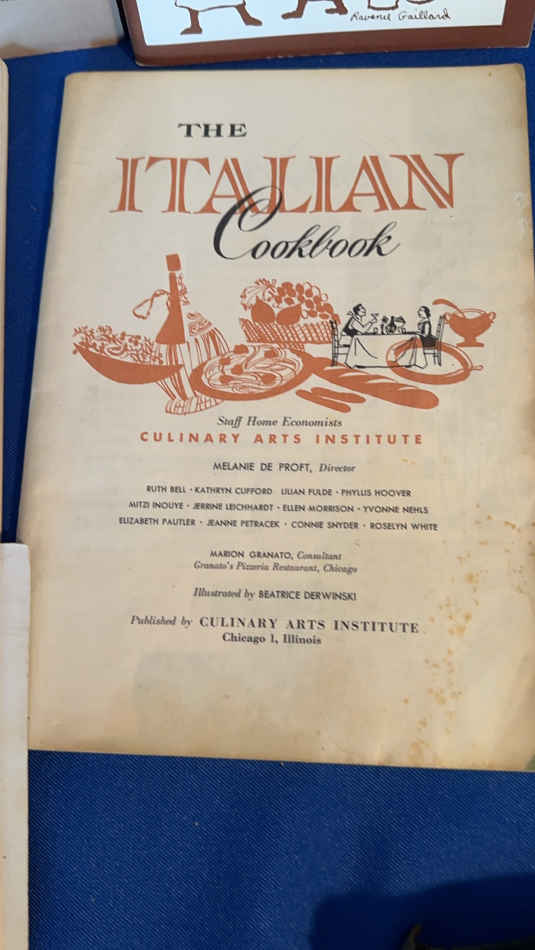 Ravenel Gaillard
THE
ITALIAN
Cookbook
Staff Home Economists
CULINARY ARTS INSTITUTE
MELANIE DE PROFT, Director
RUTH BELL · KATHRYN CLIFFORD LILIAN FULDE · PHYLLIS HOOVER
MITZI INOUYE · JERRINE LEICHHARDT · ELLEN MORRISON · YVONNE NEHLS
ELIZABETH PAUTLER · JEANNE PETRACEK · CONNIE SNYDER · ROSELYN WHITE
MARION GRANATO, Consultant
Granato's Pizzeria Restaurant, Chicago
Illustrated by BEATRICE DERWINSKI
Published by CULINARY ARTS INSTITUTE
Chicago 1, Illinois